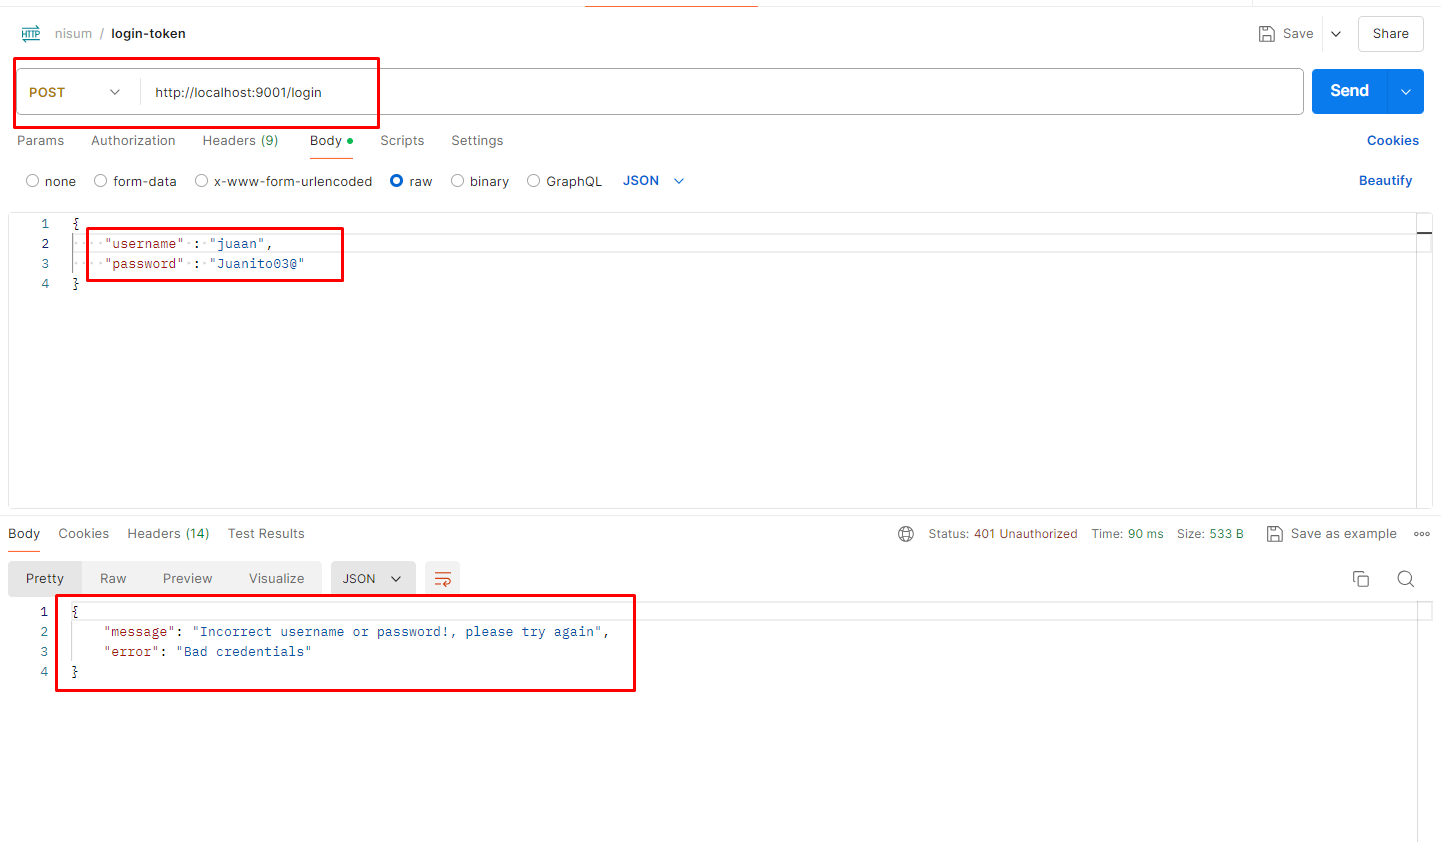 HTTP nisum / login-token Save Share
POST http://localhost:9001/login Send
Params Authorization Headers (9) Body Scripts Settings Cookies
none form-data x-www-form-urlencoded raw binary GraphQL JSON Beautify
1 {
2 "username" : "juaan",
3 "password" : "Juanito03@"
4 }
Body Cookies Headers (14) Test Results Status: 401 Unauthorized Time: 90 ms Size: 533 B Save as example
Pretty Raw Preview Visualize JSON
1 {
2 "message": "Incorrect username or password!, please try again",
3 "error": "Bad credentials"
4 }